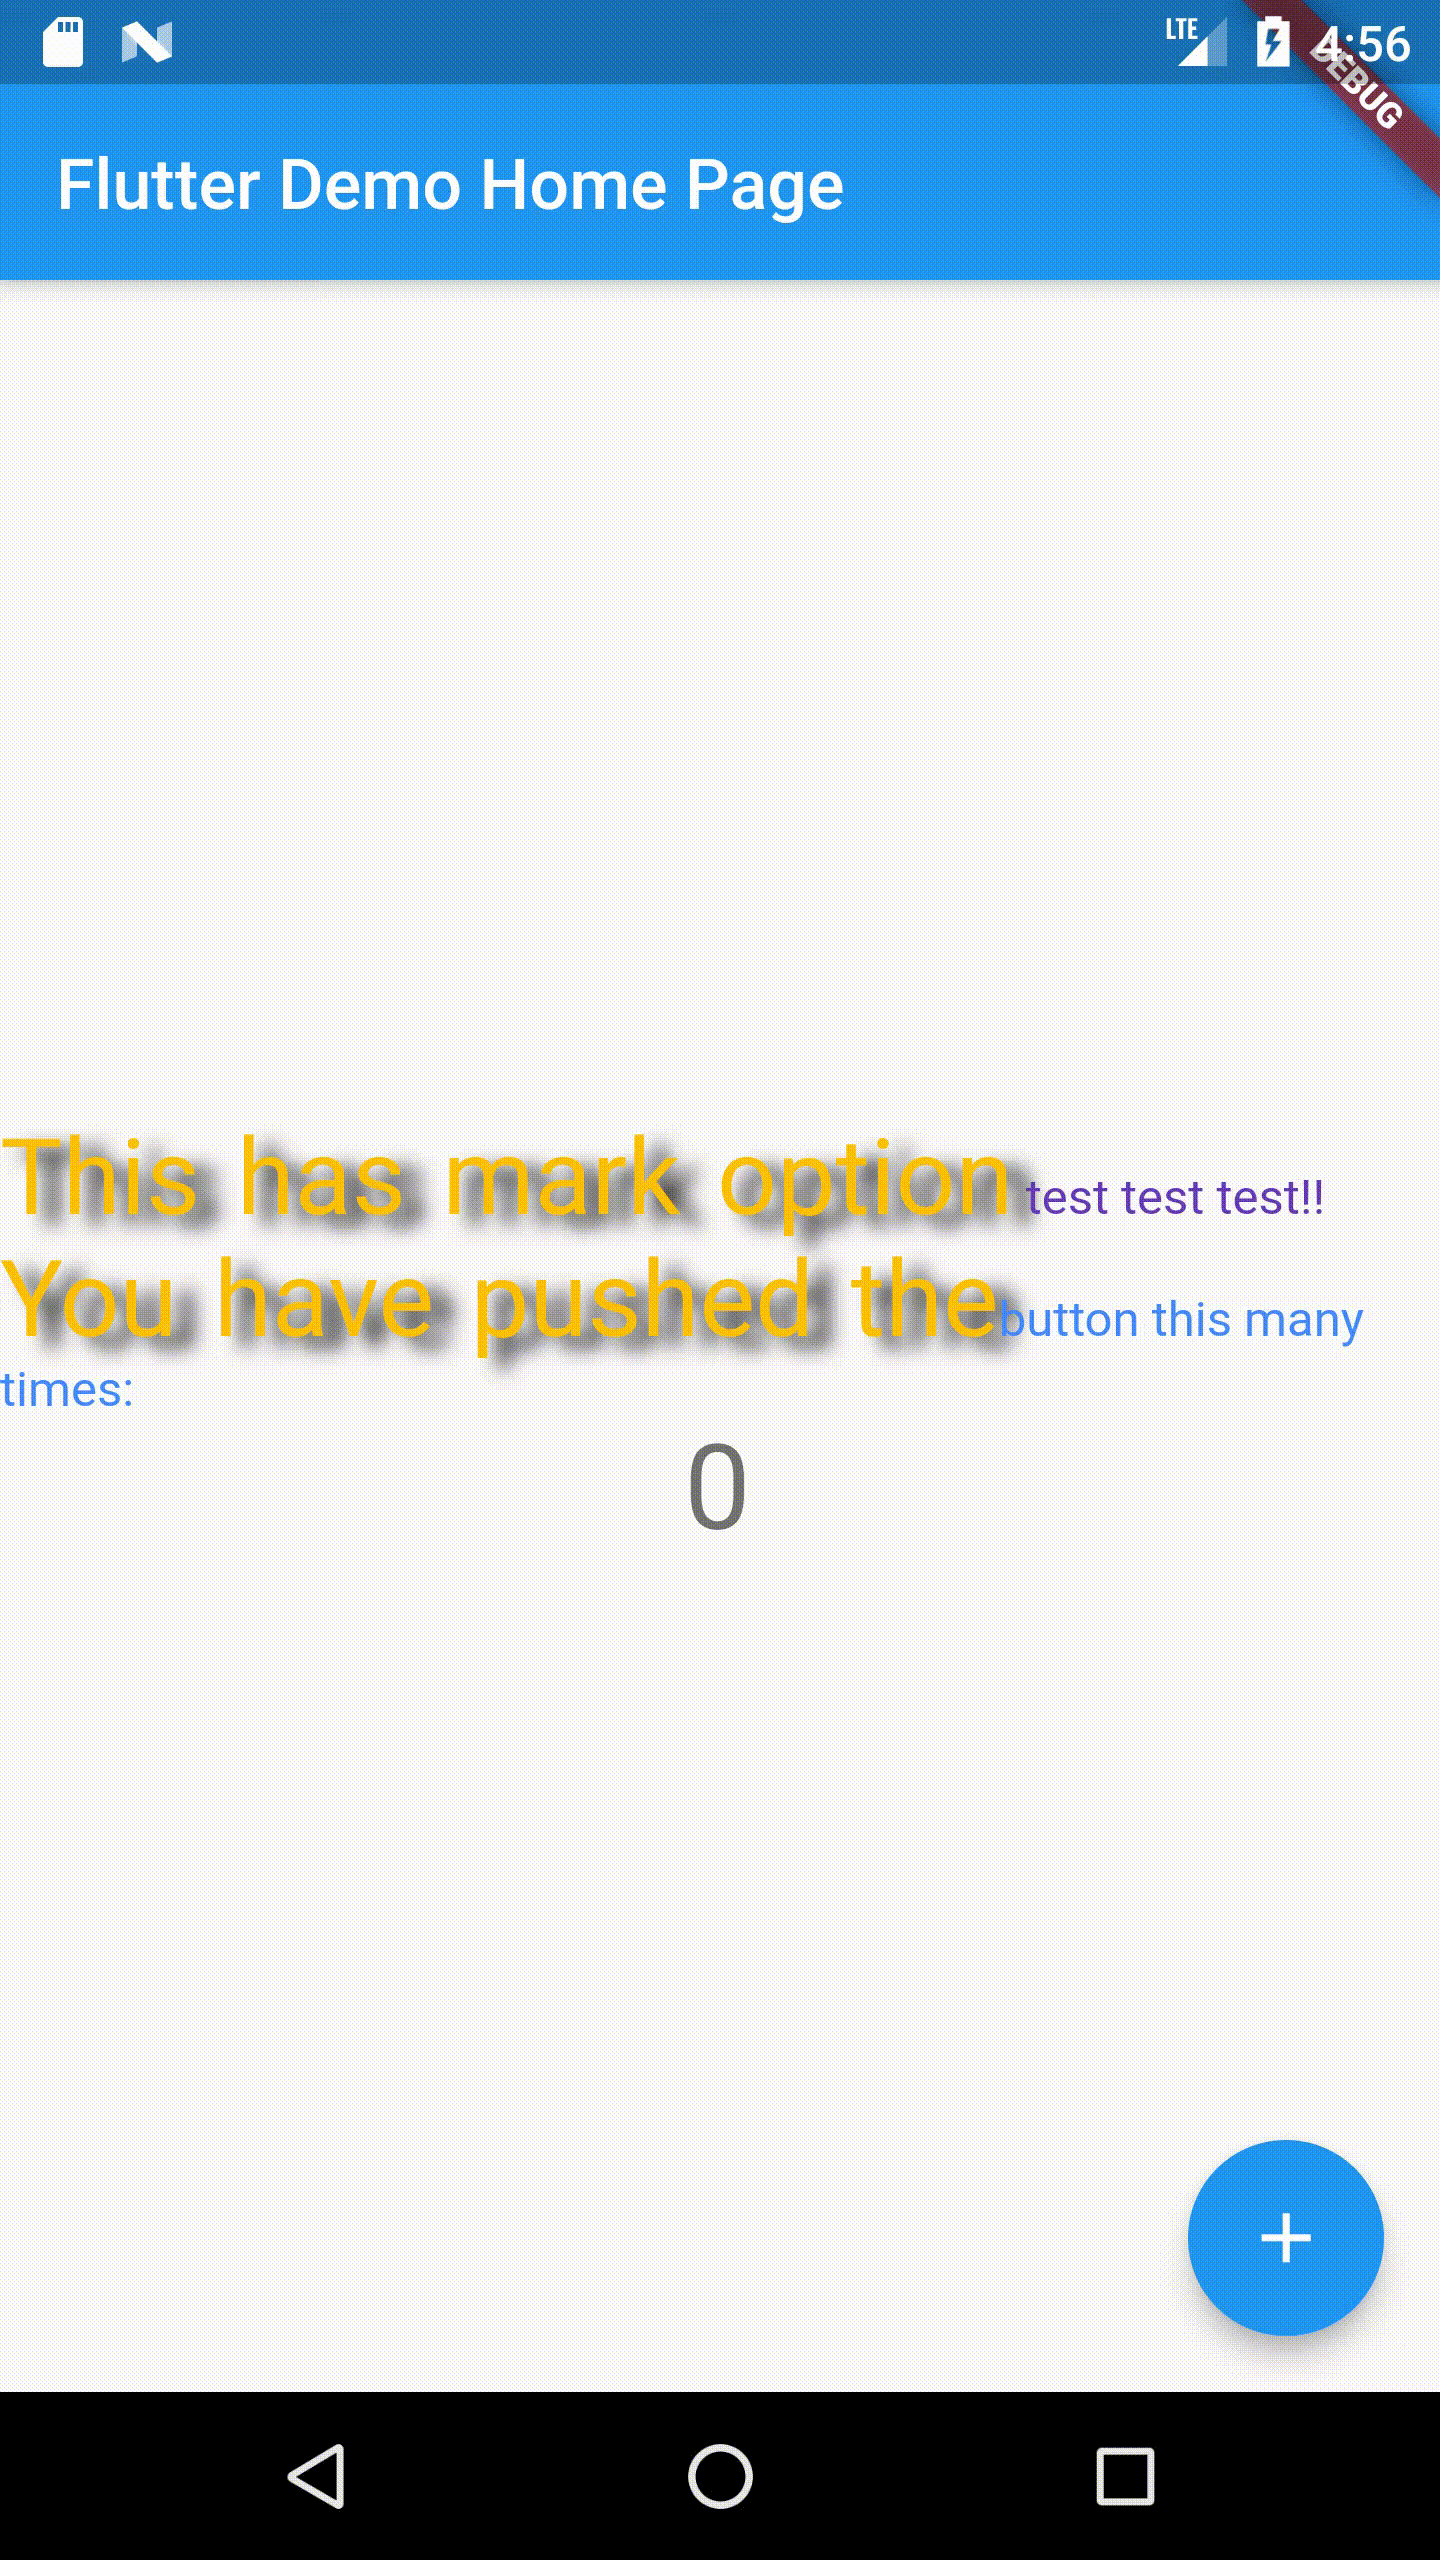 LTE 4:56
DEBUG
Flutter Demo Home Page
This has mark option test test test!!
You have pushed the button this many
times:
0